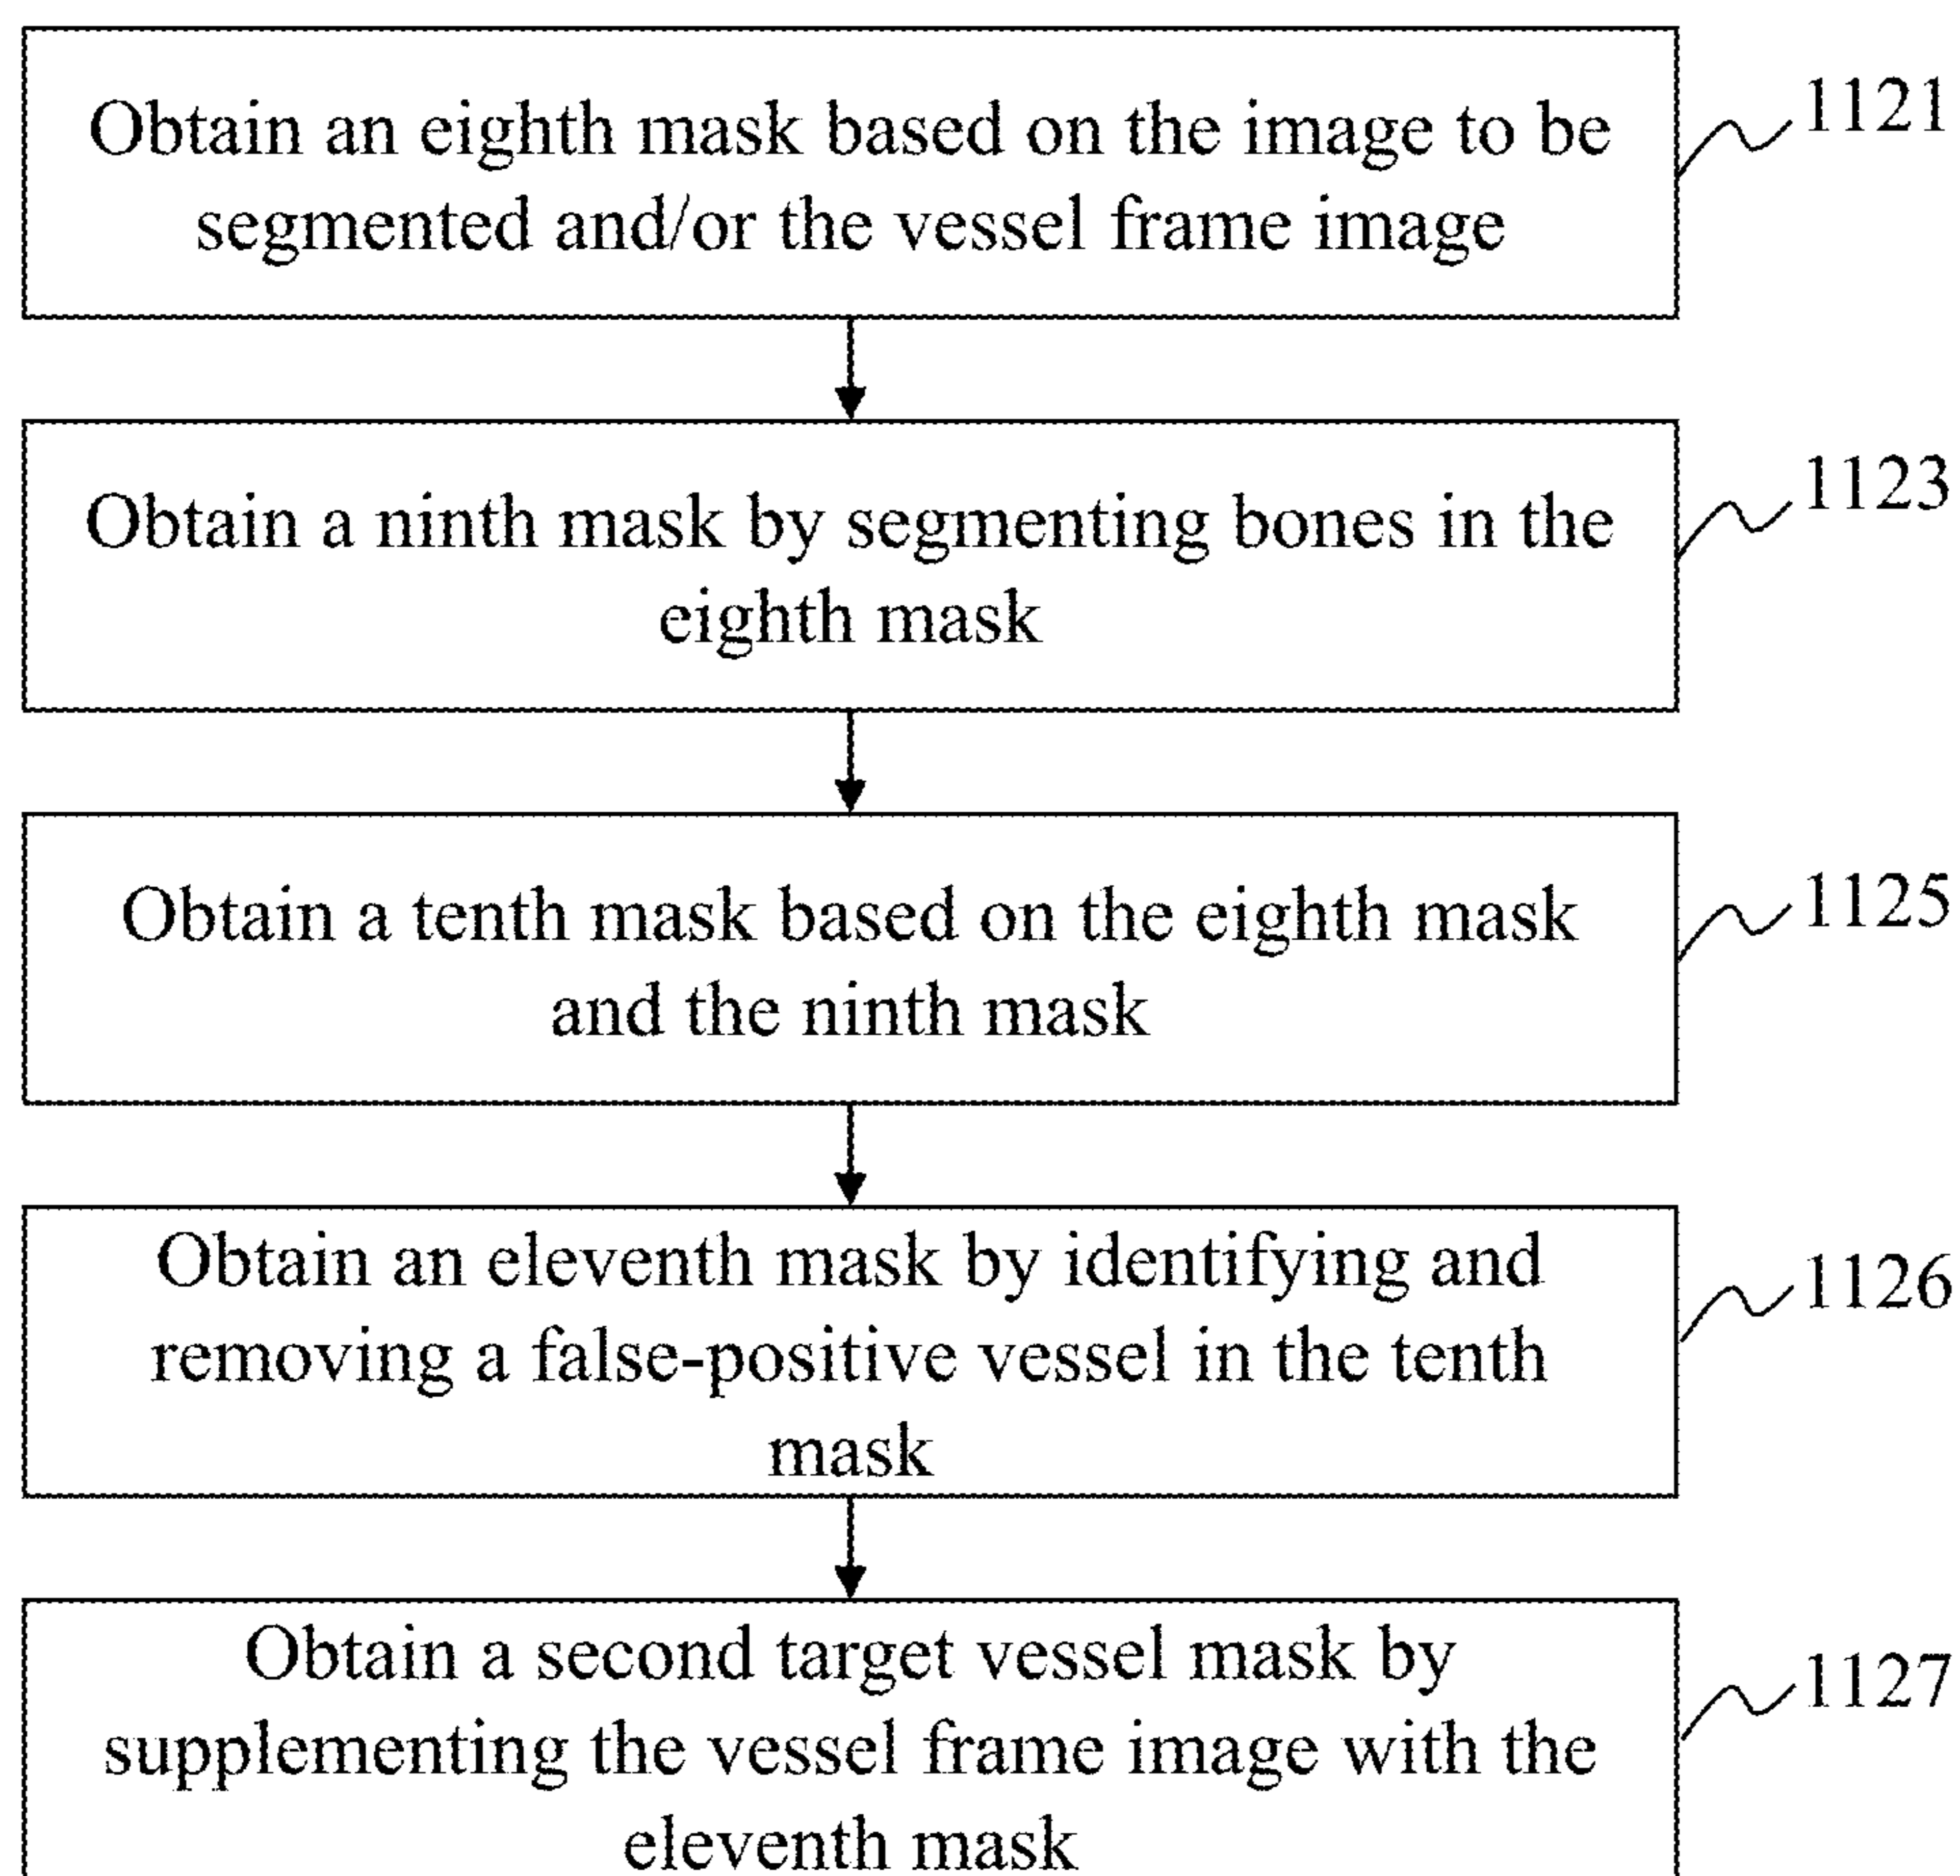 Obtain an eighth mask based on the image to be
segmented and/or the vessel frame image
1121
Obtain a ninth mask by segmenting bones in the
eighth mask
1123
Obtain a tenth mask based on the eighth mask
and the ninth mask
1125
Obtain an eleventh mask by identifying and
removing a false-positive vessel in the tenth
mask
1126
Obtain a second target vessel mask by
supplementing the vessel frame image with the
eleventh mask
1127